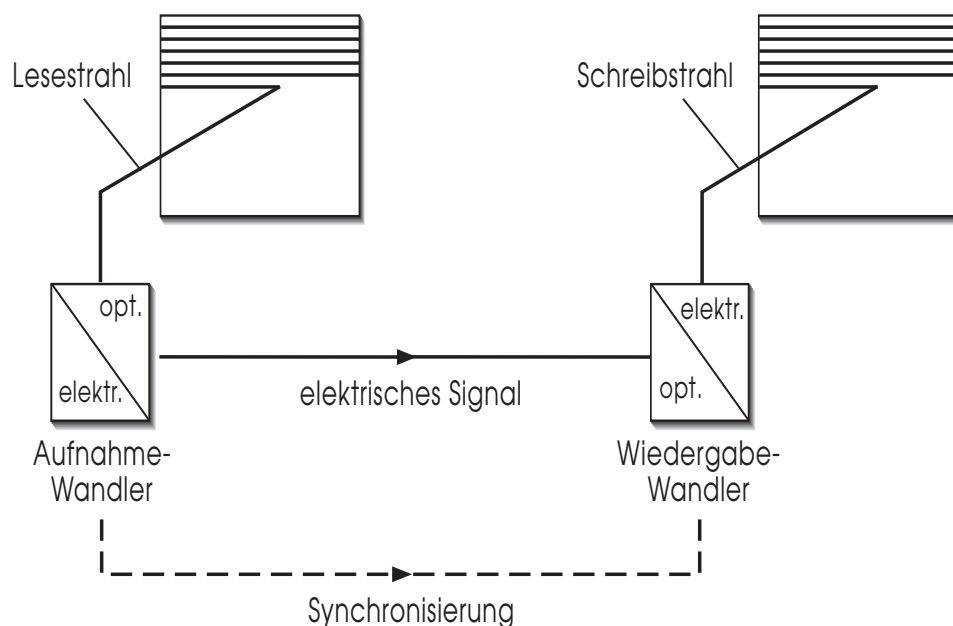 Lesestrahl
Schreibstrahl
opt.
elektr.
elektr.
opt.
elektrisches Signal
Aufnahme-
Wandler
Wiedergabe-
Wandler
Synchronisierung